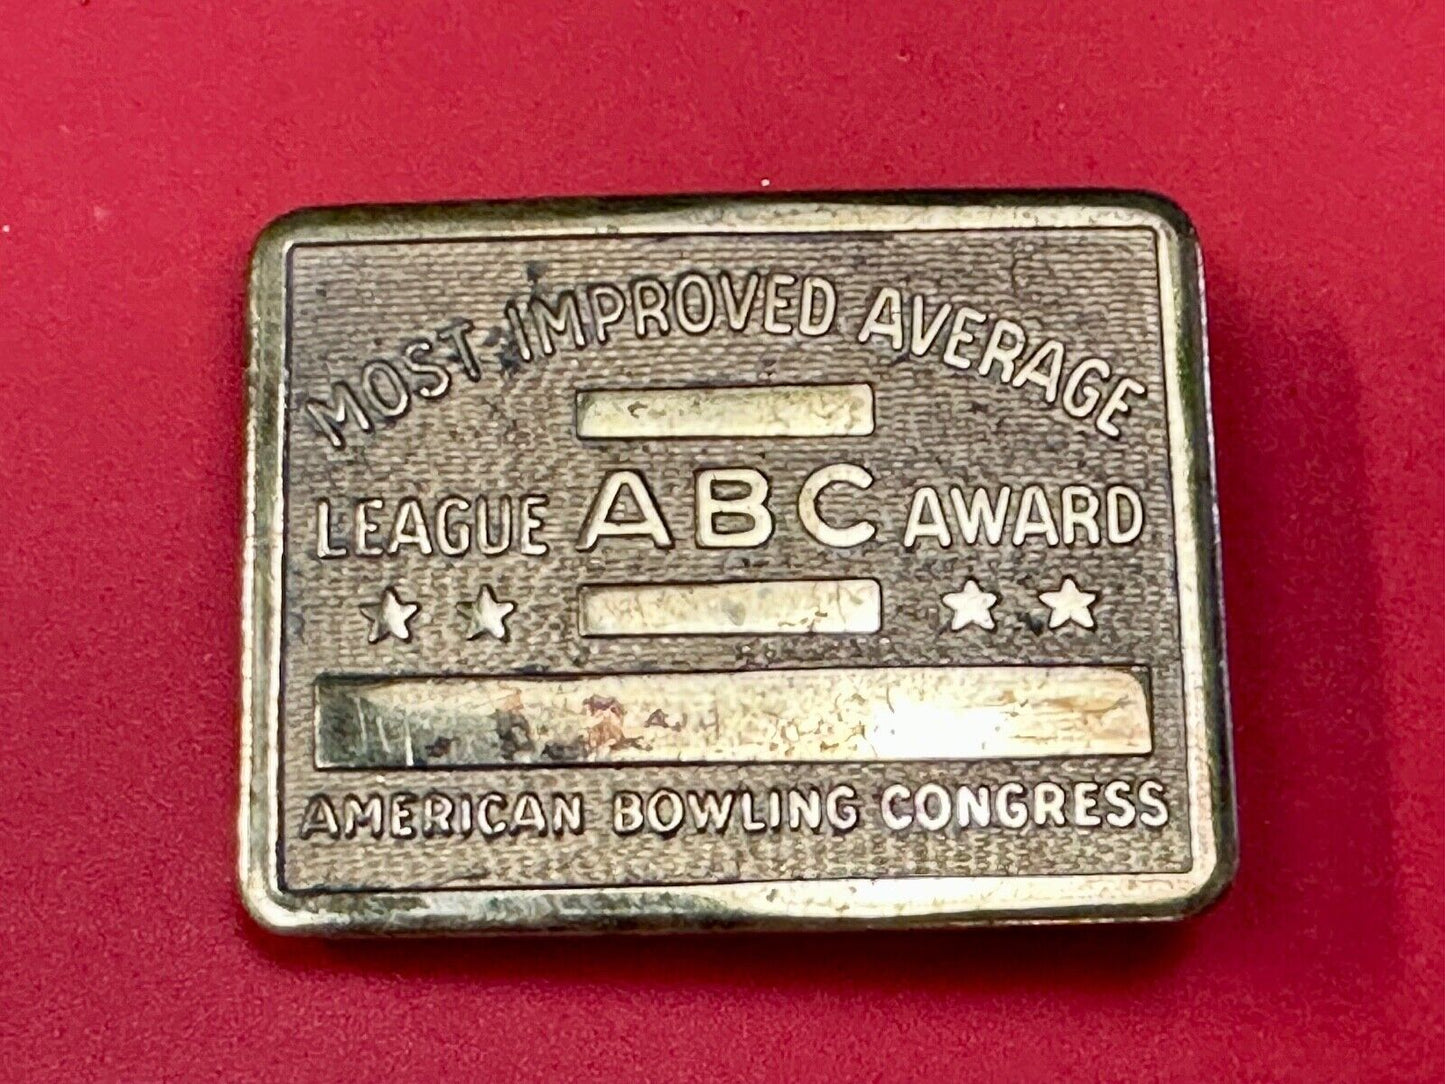 MOST IMPROVED AVERAGE
LEAGUE ABC AWARD
AMERICAN BOWLING CONGRESS